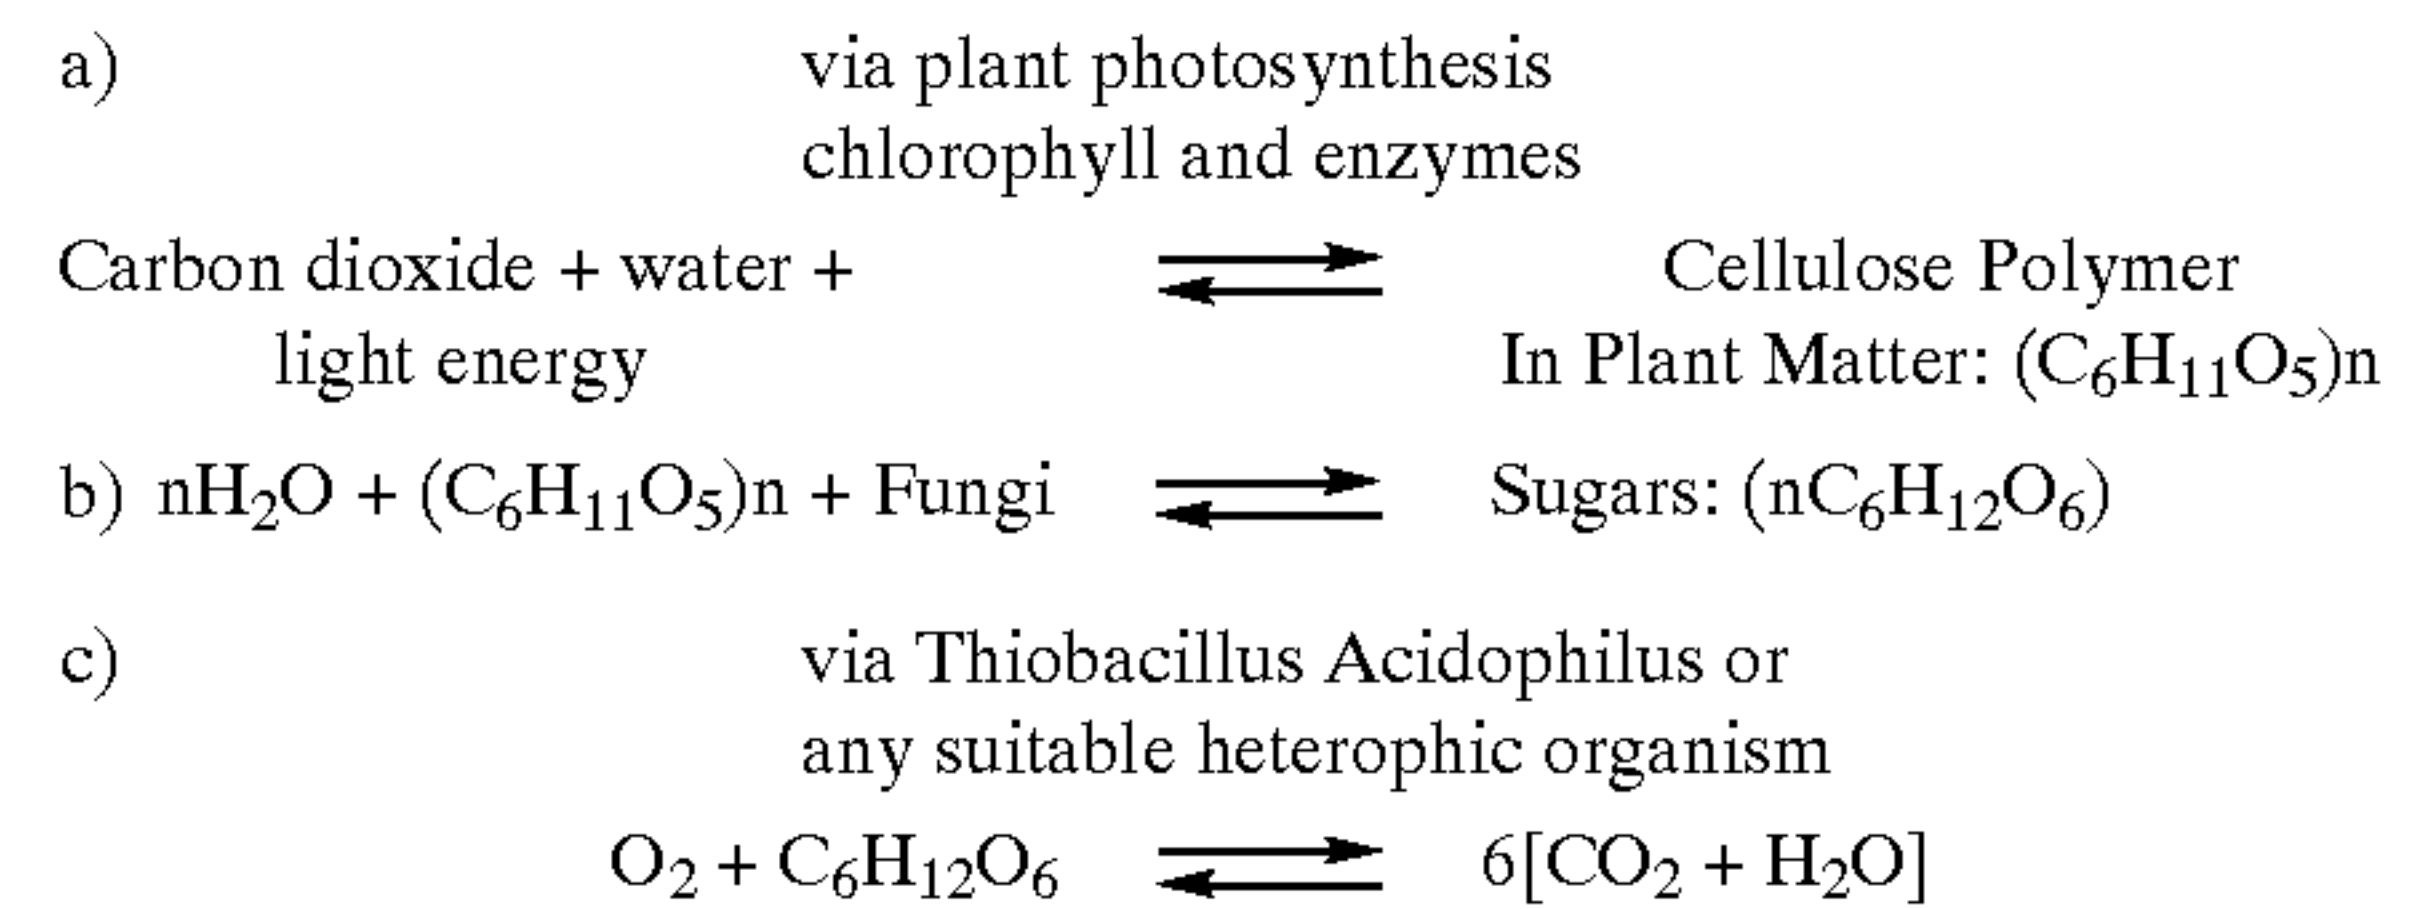 a) via plant photosynthesis
chlorophyll and enzymes
Carbon dioxide + water + ⇌ Cellulose Polymer
light energy In Plant Matter: (C₆H₁₁O₅)n
b) nH₂O + (C₆H₁₁O₅)n + Fungi ⇌ Sugars: (nC₆H₁₂O₆)
c) via Thiobacillus Acidophilus or
any suitable heterophic organism
O₂ + C₆H₁₂O₆ ⇌ 6[CO₂ + H₂O]